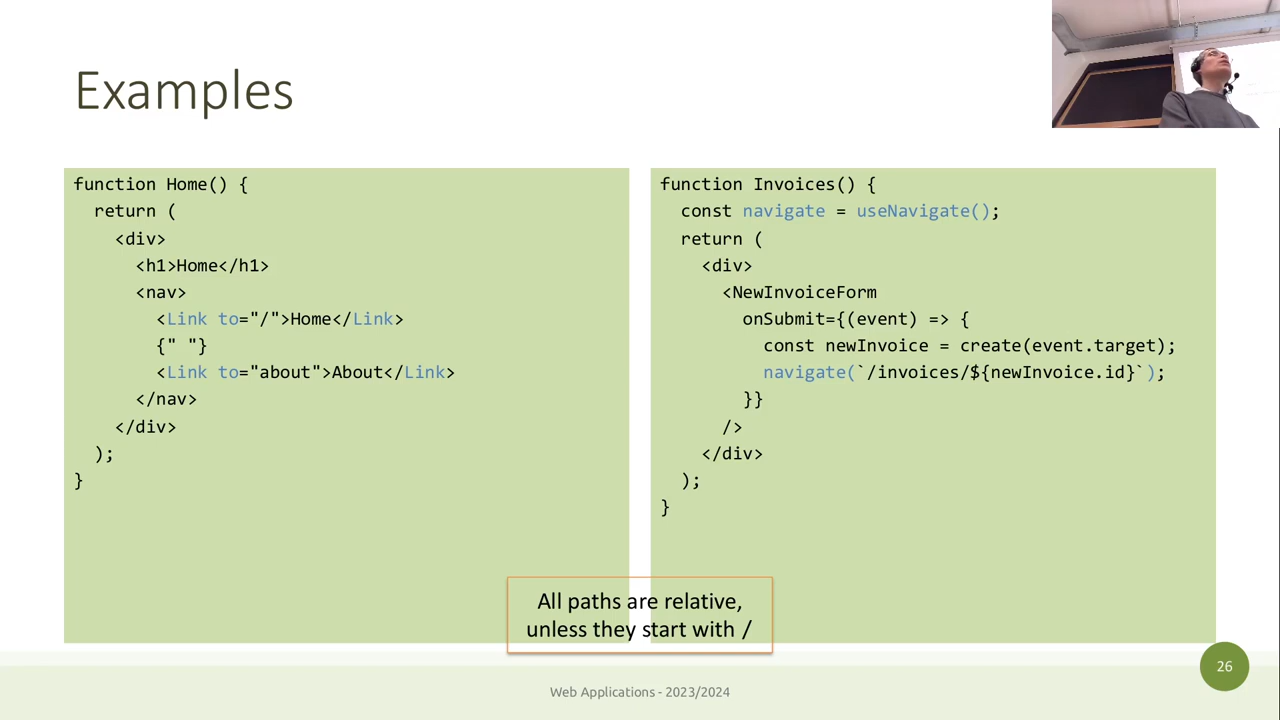 Examples
function Home() {
  return (
    <div>
      <h1>Home</h1>
      <nav>
        <Link to="/">Home</Link>
        {" "}
        <Link to="about">About</Link>
      </nav>
    </div>
  );
}
function Invoices() {
  const navigate = useNavigate();
  return (
    <div>
      <NewInvoiceForm
        onSubmit={(event) => {
          const newInvoice = create(event.target);
          navigate(`/invoices/${newInvoice.id}`);
        }}
      />
    </div>
  );
}
All paths are relative,
unless they start with /
Web Applications - 2023/2024
26